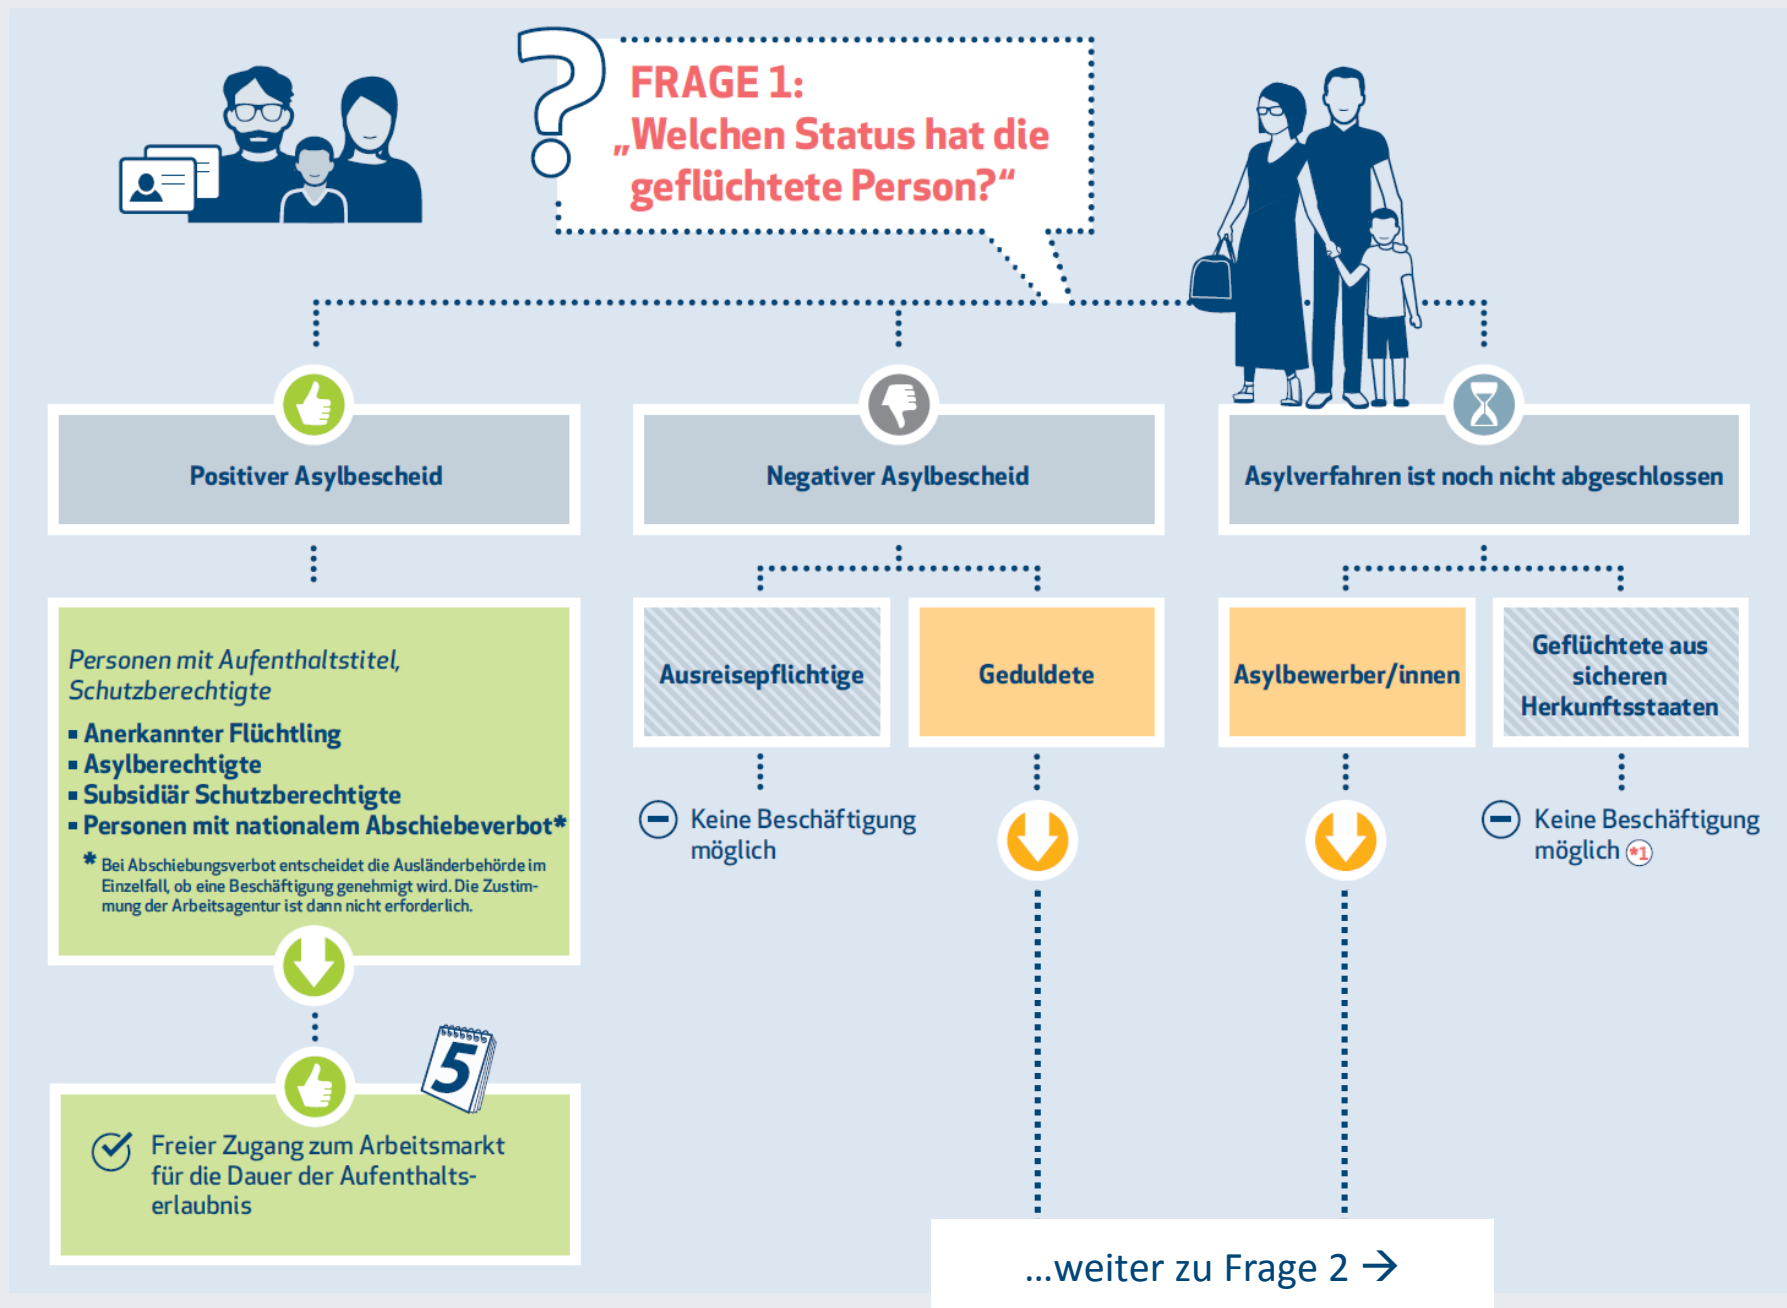 FRAGE 1:
„Welchen Status hat die
geflüchtete Person?“
Positiver Asylbescheid
Negativer Asylbescheid
Asylverfahren ist noch nicht abgeschlossen
Personen mit Aufenthaltstitel,
Schutzberechtigte
▪ Anerkannter Flüchtling
▪ Asylberechtigte
▪ Subsidiär Schutzberechtigte
▪ Personen mit nationalem Abschiebeverbot*
* Bei Abschiebungsverbot entscheidet die Ausländerbehörde im
Einzelfall, ob eine Beschäftigung genehmigt wird. Die Zustim-
mung der Arbeitsagentur ist dann nicht erforderlich.
5
Freier Zugang zum Arbeitsmarkt
für die Dauer der Aufenthalts-
erlaubnis
Ausreisepflichtige
Keine Beschäftigung
möglich
Geduldete
Asylbewerber/innen
Geflüchtete aus
sicheren
Herkunftsstaaten
Keine Beschäftigung
möglich *1
...weiter zu Frage 2 →